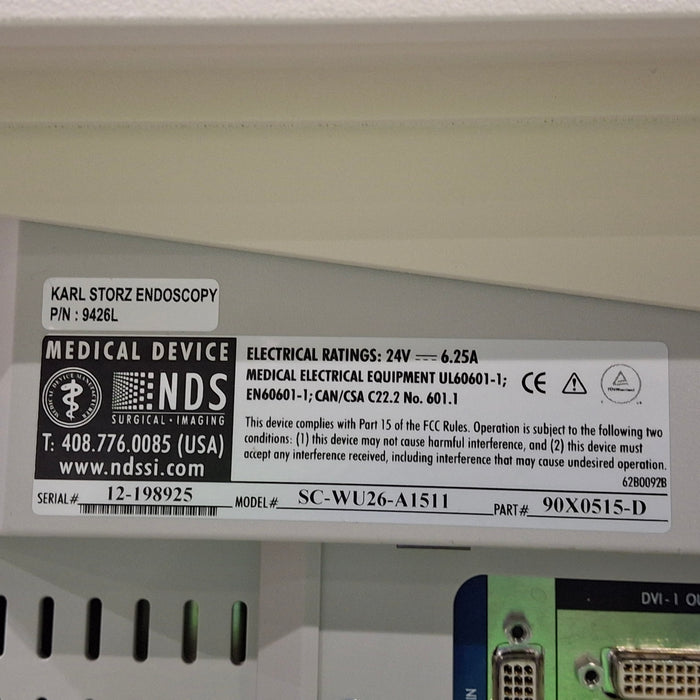 KARL STORZ ENDOSCOPY
P/N : 9426L
MEDICAL DEVICE
NDS
SURGICAL · IMAGING
T: 408.776.0085 (USA)
www.ndssi.com
ELECTRICAL RATINGS: 24V ⎓ 6.25A
MEDICAL ELECTRICAL EQUIPMENT UL60601-1;
EN60601-1; CAN/CSA C22.2 No. 601.1
CE
This device complies with Part 15 of the FCC Rules. Operation is subject to the following two
conditions: (1) this device may not cause harmful interference, and (2) this device must
accept any interference received, including interference that may cause undesired operation.
62B0092B
SERIAL# 12-198925
MODEL# SC-WU26-A1511
PART# 90X0515-D
DVI-1 OU
IN